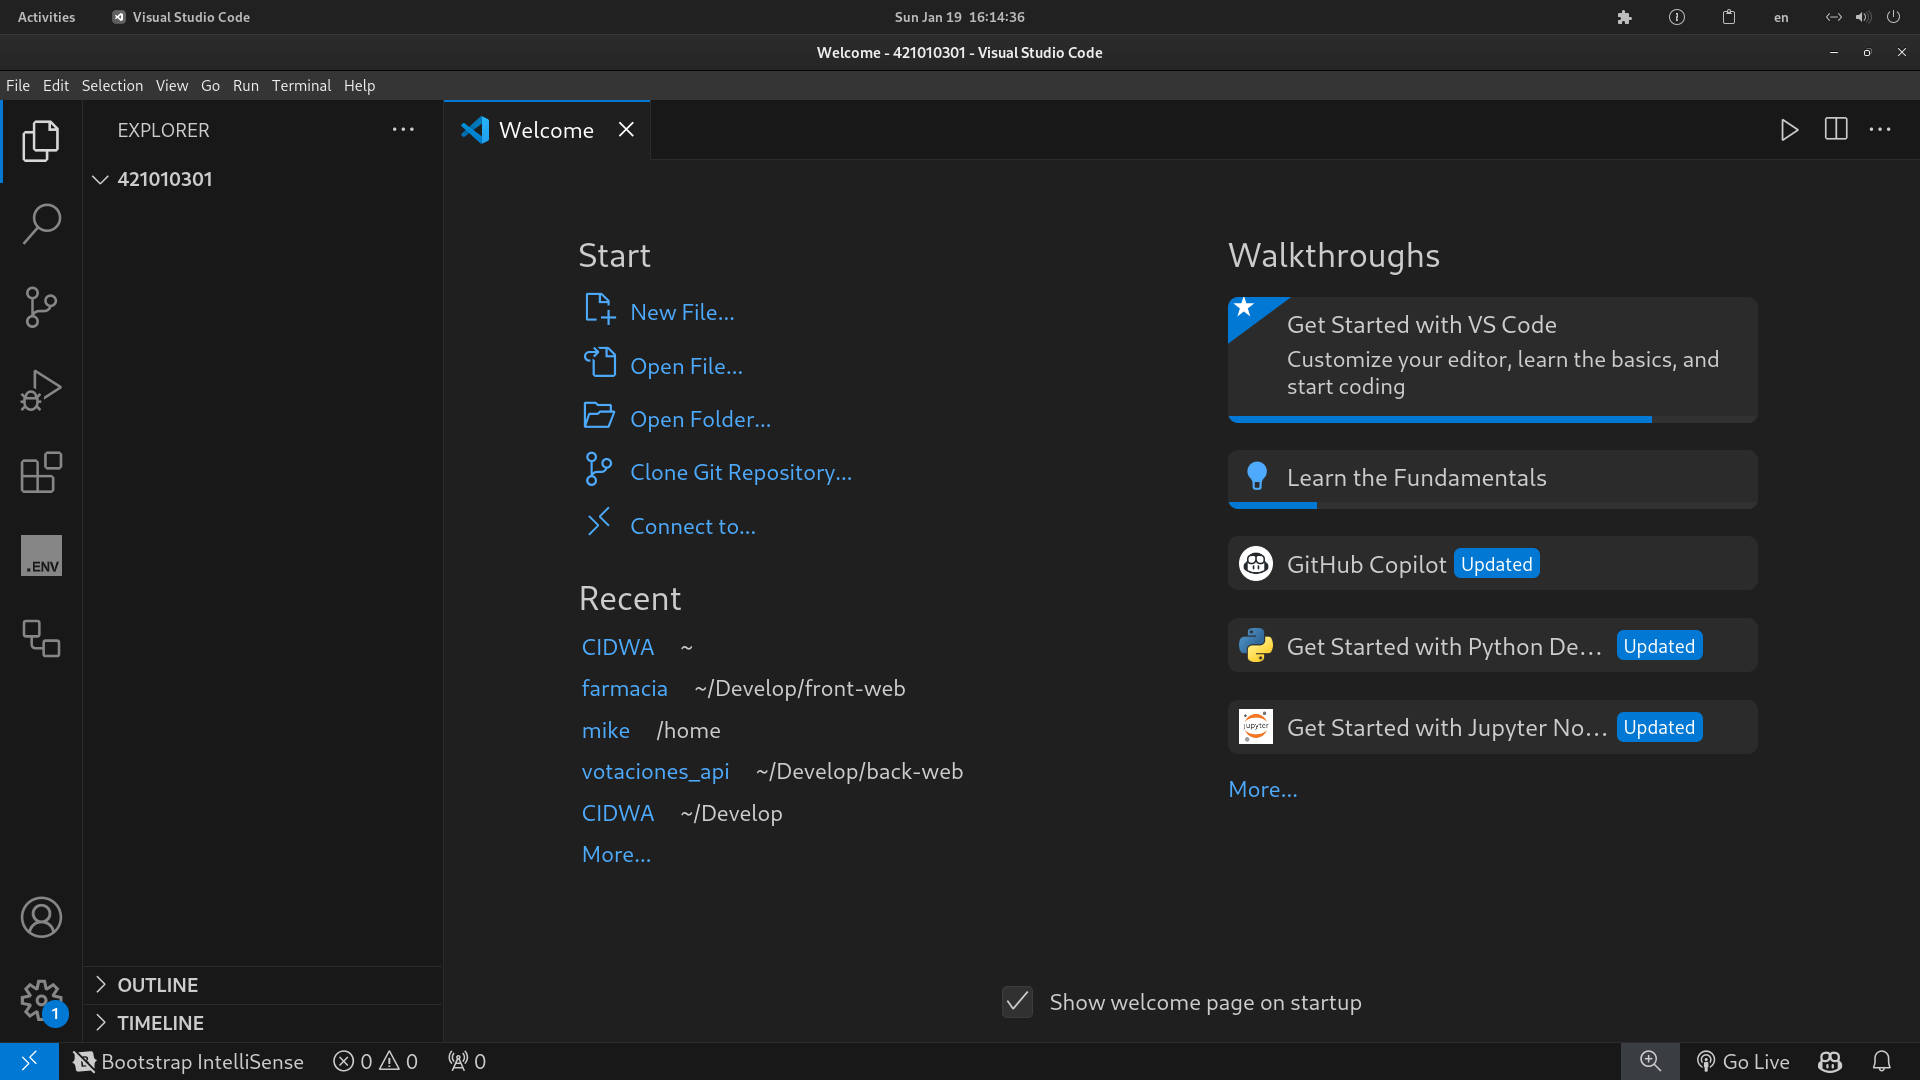 Activities Visual Studio Code Sun Jan 19 16:14:36 en
Welcome - 421010301 - Visual Studio Code
File Edit Selection View Go Run Terminal Help
EXPLORER
Welcome
421010301
Start
New File...
Open File...
Open Folder...
Clone Git Repository...
Connect to...
Recent
CIDWA ~
farmacia ~/Develop/front-web
mike /home
votaciones_api ~/Develop/back-web
CIDWA ~/Develop
More...
Walkthroughs
Get Started with VS Code
Customize your editor, learn the basics, and
start coding
Learn the Fundamentals
GitHub Copilot Updated
Get Started with Python De... Updated
jupyter
Get Started with Jupyter No... Updated
More...
.ENV
Show welcome page on startup
OUTLINE
1
TIMELINE
Bootstrap IntelliSense 0 0 0 Go Live